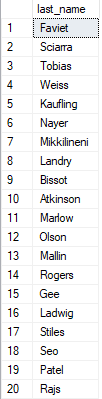 last_name
1 Faviet
2 Sciarra
3 Tobias
4 Weiss
5 Kaufling
6 Nayer
7 Mikkilineni
8 Landry
9 Bissot
10 Atkinson
11 Marlow
12 Olson
13 Mallin
14 Rogers
15 Gee
16 Ladwig
17 Stiles
18 Seo
19 Patel
20 Rajs